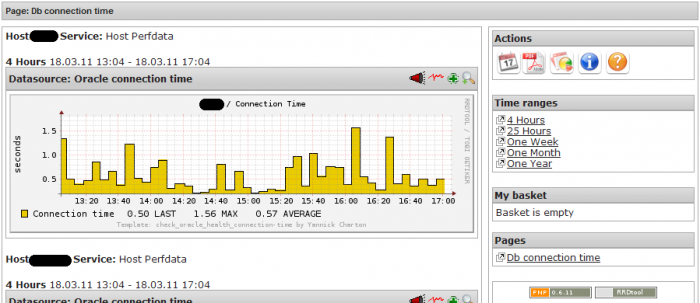 Page: Db connection time
Host Service: Host Perfdata
4 Hours 18.03.11 13:04 - 18.03.11 17:04
Datasource: Oracle connection time
/ Connection Time
RRDTOOL / TOBI OETIKER
seconds
1.5
1.0
0.5
13:20 13:40 14:00 14:20 14:40 15:00 15:20 15:40 16:00 16:20 16:40 17:00
Connection time 0.50 LAST 1.56 MAX 0.57 AVERAGE
Template: check_oracle_health_connection-time by Yannick Charton
Host Service: Host Perfdata
4 Hours 18.03.11 13:04 - 18.03.11 17:04
Datasource: Oracle connection time
Actions
17
PDF
Time ranges
4 Hours
25 Hours
One Week
One Month
One Year
My basket
Basket is empty
Pages
Db connection time
PNP 0.6.11
RRDtool